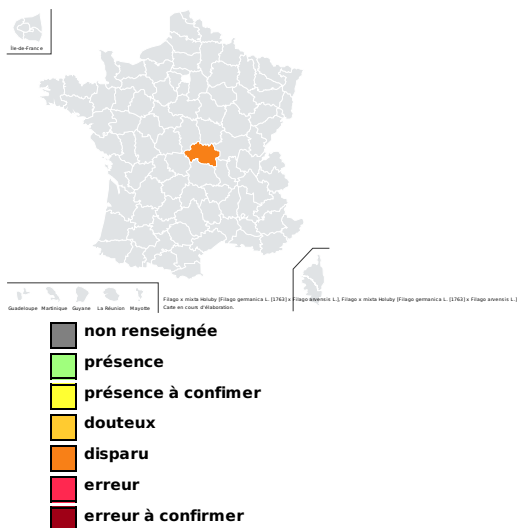 Île-de-France
Guadeloupe Martinique Guyane La Réunion Mayotte
Filago x mixta Holuby [Filago germanica L. [1763] x Filago arvensis L.], Filago x mixta Holuby [Filago germanica L. [1763] x Filago arvensis L.]
Carte en cours d'élaboration.
non renseignée
présence
présence à confimer
douteux
disparu
erreur
erreur à confirmer